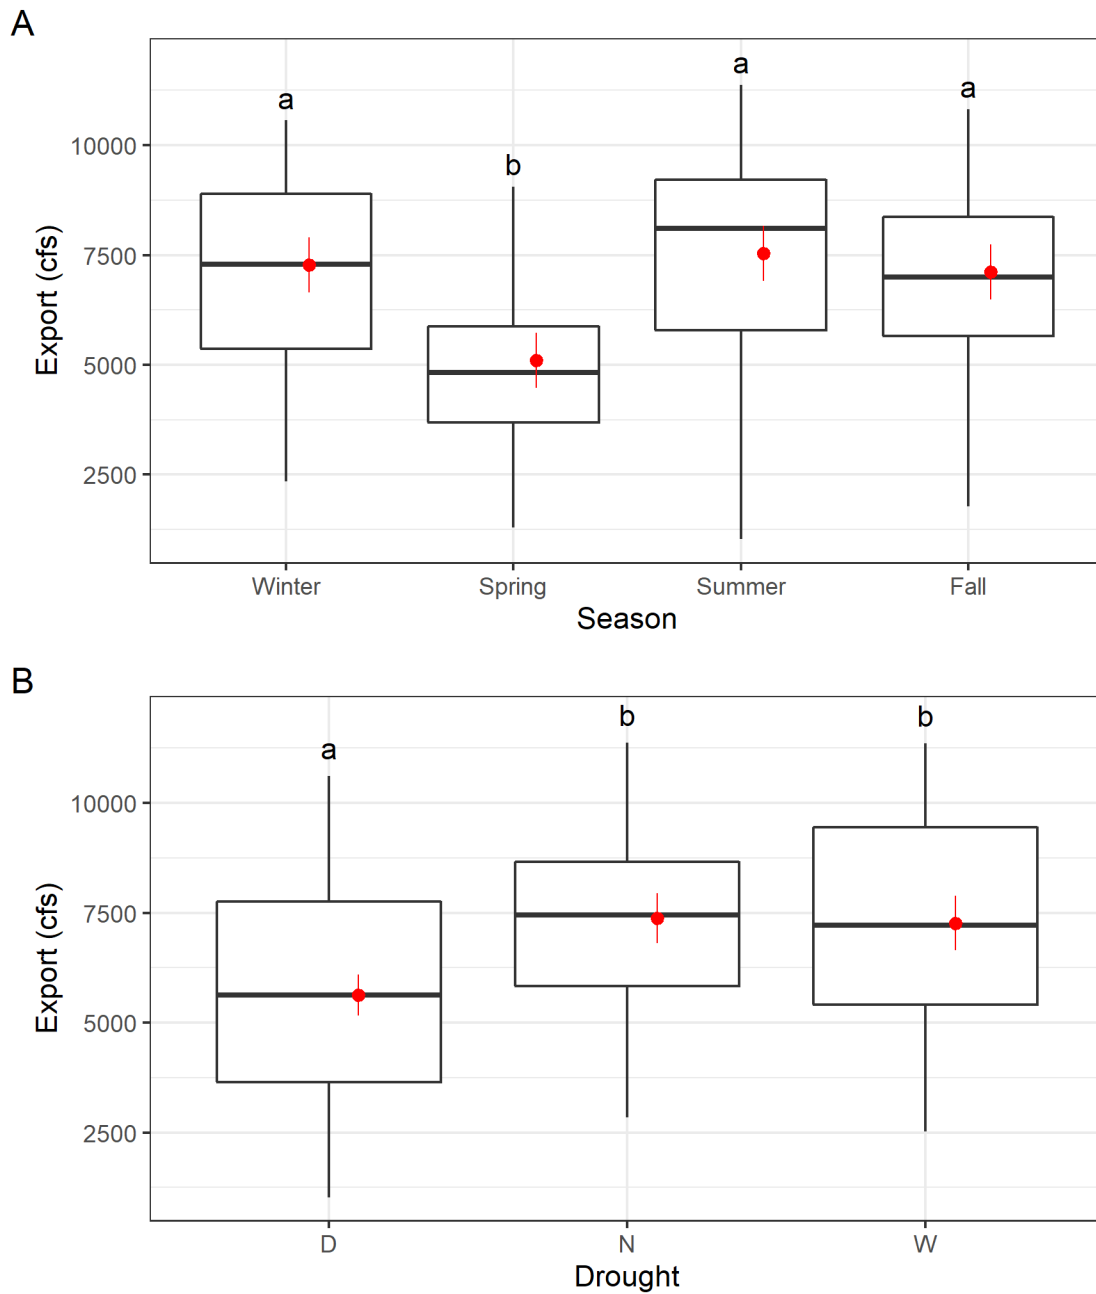 A
a
a
a
b
10000
7500
5000
2500
Export (cfs)
Winter Spring Summer Fall
Season
B
b
b
a
10000
7500
5000
2500
Export (cfs)
D N W
Drought